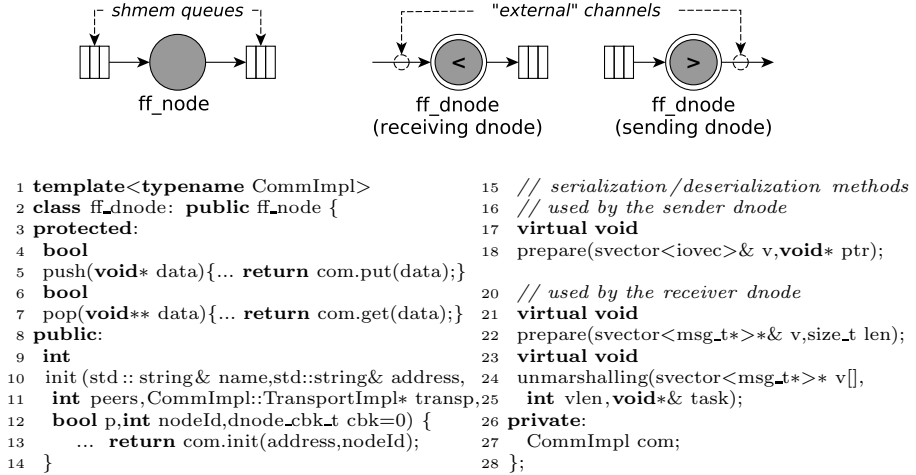 shmem queues
"external" channels
<
>
ff_node
ff_dnode
(receiving dnode)
ff_dnode
(sending dnode)
1 template<typename CommImpl>
2 class ff_dnode: public ff_node {
3 protected:
4 bool
5 push(void* data){... return com.put(data);}
6 bool
7 pop(void** data){... return com.get(data);}
8 public:
9 int
10 init (std :: string& name,std::string& address,
11 int peers,CommImpl::TransportImpl* transp,
12 bool p,int nodeId,dnode_cbk_t cbk=0) {
13 ... return com.init(address,nodeId);
14 }
15 // serialization/deserialization methods
16 // used by the sender dnode
17 virtual void
18 prepare(svector<iovec>& v,void* ptr);
20 // used by the receiver dnode
21 virtual void
22 prepare(svector<msg_t*>*& v,size_t len);
23 virtual void
24 unmarshalling(svector<msg_t*>* v[],
25 int vlen,void*& task);
26 private:
27 CommImpl com;
28 };